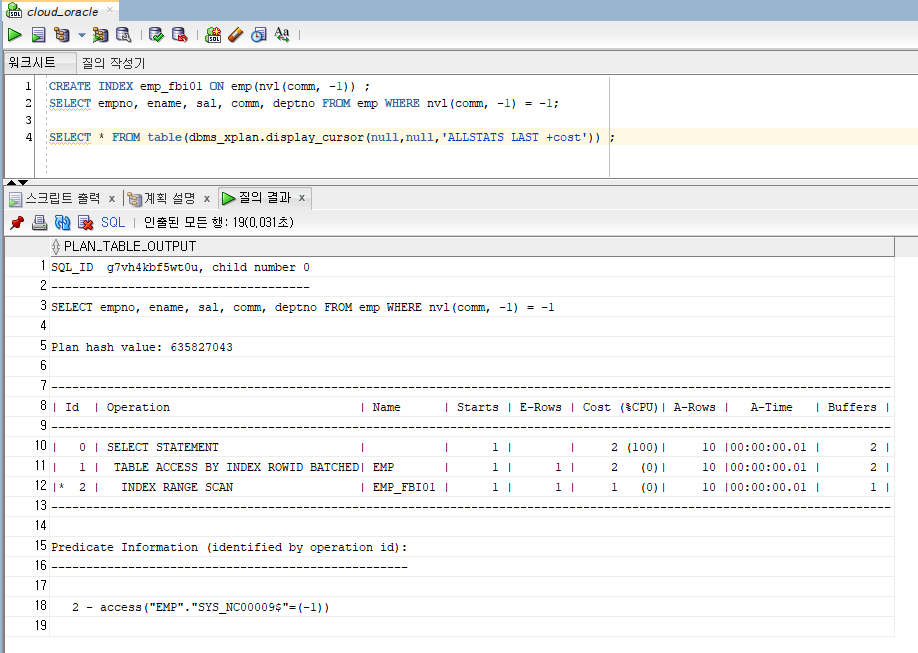 cloud_oracle
워크시트 질의 작성기
1 CREATE INDEX emp_fbi01 ON emp(nvl(comm, -1)) ;
2 SELECT empno, ename, sal, comm, deptno FROM emp WHERE nvl(comm, -1) = -1;
3
4 SELECT * FROM table(dbms_xplan.display_cursor(null,null,'ALLSTATS LAST +cost')) ;
스크립트 출력 x 계획 설명 x 질의 결과 x
SQL | 인출된 모든 행: 19(0,031초)
PLAN_TABLE_OUTPUT
1 SQL_ID  g7vh4kbf5wt0u, child number 0
2 -------------------------------------
3 SELECT empno, ename, sal, comm, deptno FROM emp WHERE nvl(comm, -1) = -1
4
5 Plan hash value: 635827043
6
7 ------------------------------------------------------------------------------------------------------------------------
8 | Id  | Operation                           | Name      | Starts | E-Rows | Cost (%CPU)| A-Rows |   A-Time   | Buffers |
9 ------------------------------------------------------------------------------------------------------------------------
10 |   0 | SELECT STATEMENT                    |           |      1 |        |     2 (100)|     10 |00:00:00.01 |       2 |
11 |   1 |  TABLE ACCESS BY INDEX ROWID BATCHED| EMP       |      1 |      1 |     2   (0)|     10 |00:00:00.01 |       2 |
12 |*  2 |   INDEX RANGE SCAN                  | EMP_FBI01 |      1 |      1 |     1   (0)|     10 |00:00:00.01 |       1 |
13 ------------------------------------------------------------------------------------------------------------------------
14
15 Predicate Information (identified by operation id):
16 ---------------------------------------------------
17
18    2 - access("EMP"."SYS_NC00009$"=(-1))
19